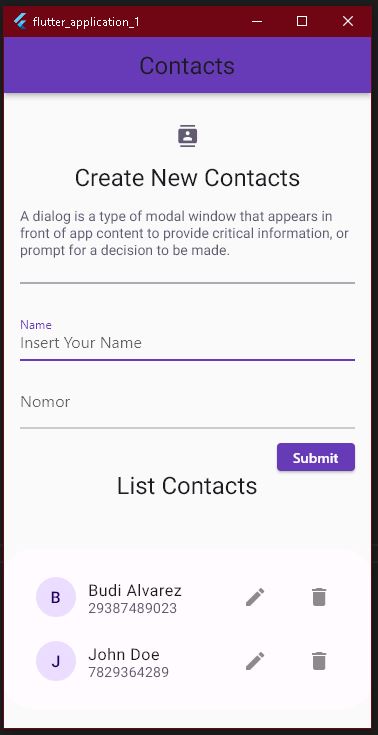 flutter_application_1
Contacts
Create New Contacts
A dialog is a type of modal window that appears in
front of app content to provide critical information, or
prompt for a decision to be made.
Name
Insert Your Name
Nomor
Submit
List Contacts
B
Budi Alvarez
29387489023
J
John Doe
7829364289